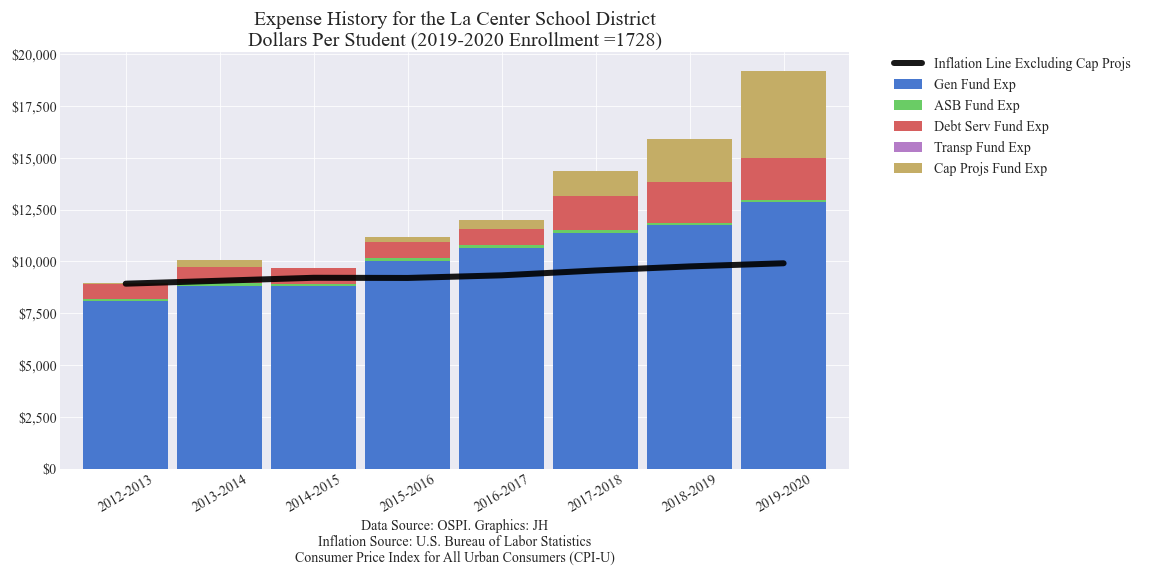 Expense History for the La Center School District
Dollars Per Student (2019-2020 Enrollment =1728)
$20,000
$17,500
$15,000
$12,500
$10,000
$7,500
$5,000
$2,500
$0
Inflation Line Excluding Cap Projs
Gen Fund Exp
ASB Fund Exp
Debt Serv Fund Exp
Transp Fund Exp
Cap Projs Fund Exp
2012-2013
2013-2014
2014-2015
2015-2016
2016-2017
2017-2018
2018-2019
2019-2020
Data Source: OSPI. Graphics: JH
Inflation Source: U.S. Bureau of Labor Statistics
Consumer Price Index for All Urban Consumers (CPI-U)